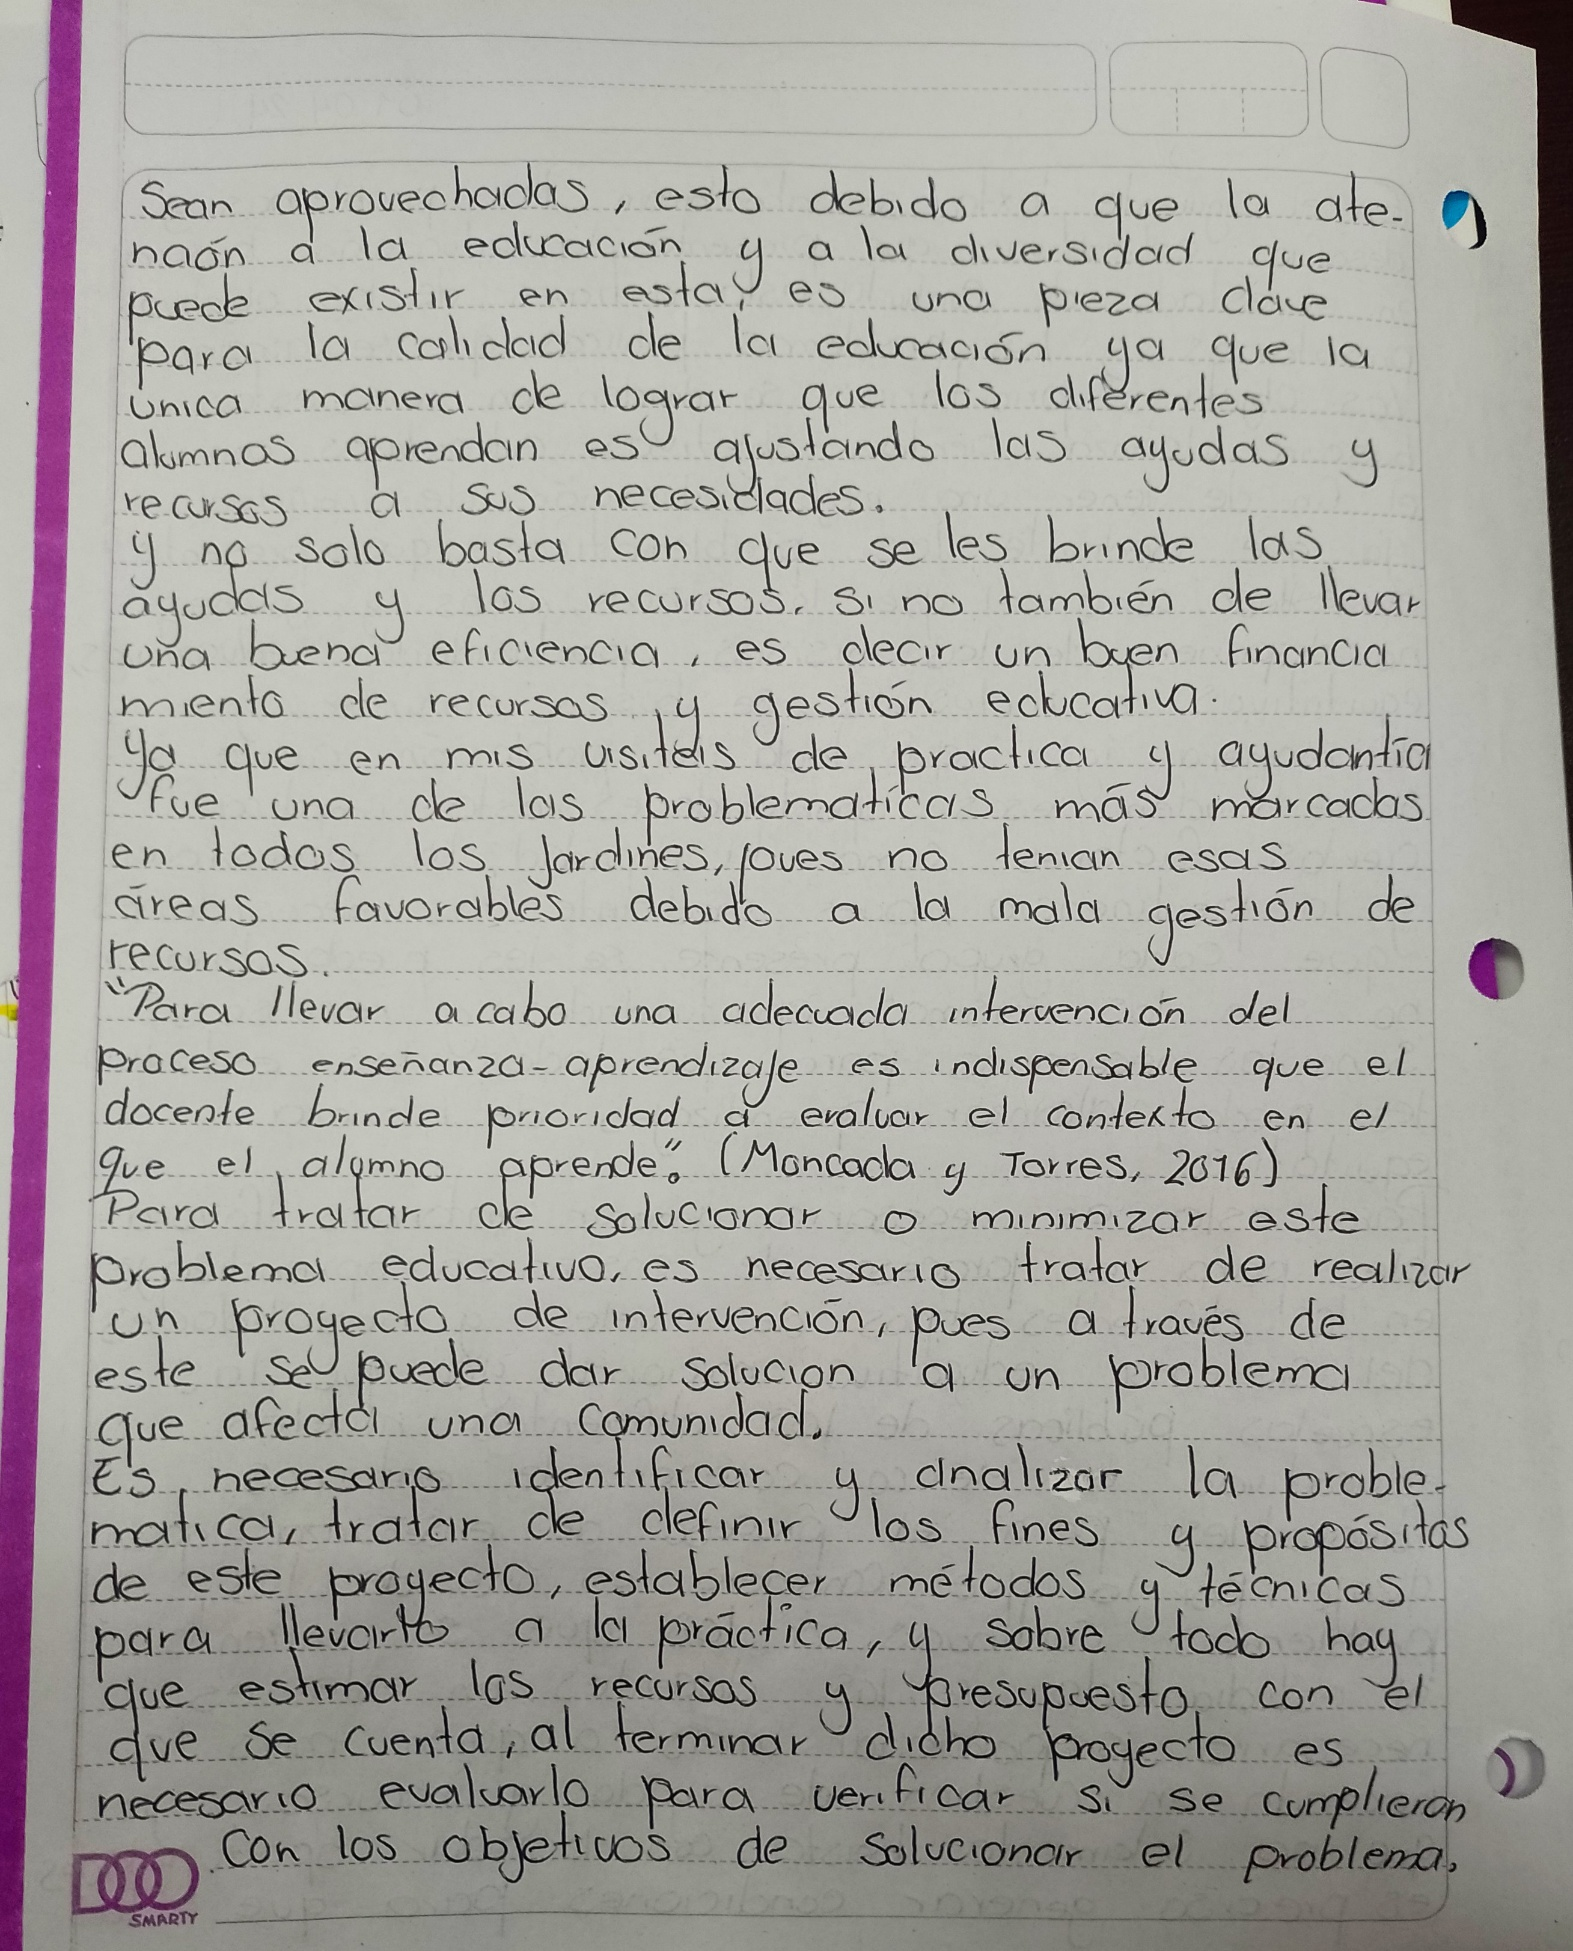 Sean aprovechadas, esto debido a que la ate-
nción a la educación y a la diversidad que
puede existir en esta, es una pieza clave
para la calidad de la educación ya que la
unica manera de lograr que los diferentes
alumnos aprendan es ajustando las ayudas y
recursos a sus necesidades.
y no solo basta con que se les brinde las
ayudas y los recursos. Si no también de llevar
una buena eficiencia, es decir un buen financia
miento de recursos, y gestión educativa.
Ya que en mis visitas de practica y ayudantía
fue una de las problematicas más marcadas
en todos los Jardines, pues no tenian esas
áreas favorables debido a la mala gestión de
recursos.
"Para llevar a cabo una adecuada intervención del
proceso enseñanza-aprendizaje es indispensable que el
docente brinde prioridad a evaluar el contexto en el
que el alumno aprende". (Moncada y Torres, 2016)
Para tratar de solucionar o minimizar este
problema educativo, es necesario tratar de realizar
un proyecto de intervención, pues a través de
este se puede dar solucion a un problema
que afecta una comunidad.
Es necesario identificar y analizar la proble-
matica, tratar de definir los fines y propósitos
de este proyecto, establecer métodos y técnicas
para llevarlo a la práctica, y sobre todo hay
que estimar los recursos y presupuesto con el
que se cuenta, al terminar dicho proyecto es
necesario evaluarlo para verificar si se cumplieron
con los objetivos de solucionar el problema.
SMARTY